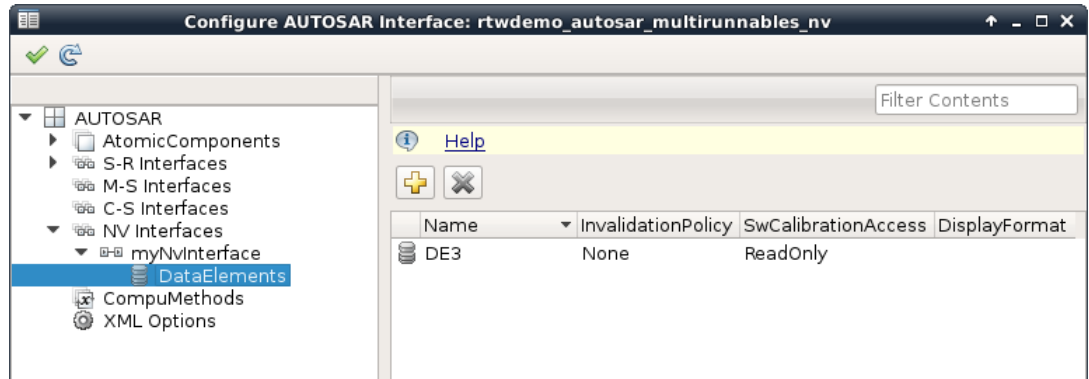 Configure AUTOSAR Interface: rtwdemo_autosar_multirunnables_nv
Filter Contents
AUTOSAR
AtomicComponents
S-R Interfaces
M-S Interfaces
C-S Interfaces
NV Interfaces
myNvInterface
DataElements
CompuMethods
XML Options
Help
Name InvalidationPolicy SwCalibrationAccess DisplayFormat
DE3 None ReadOnly